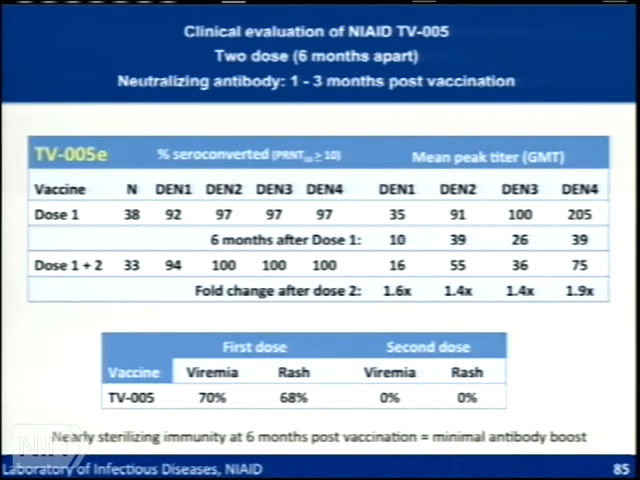 Clinical evaluation of NIAID TV-005
Two dose (6 months apart)
Neutralizing antibody: 1 - 3 months post vaccination
TV-005e % seroconverted (PRNT₅₀ ≥ 10) Mean peak titer (GMT)
Vaccine N DEN1 DEN2 DEN3 DEN4 DEN1 DEN2 DEN3 DEN4
Dose 1 38 92 97 97 97 35 91 100 205
6 months after Dose 1: 10 39 26 39
Dose 1 + 2 33 94 100 100 100 16 55 36 75
Fold change after dose 2: 1.6x 1.4x 1.4x 1.9x
First dose Second dose
Vaccine Viremia Rash Viremia Rash
TV-005 70% 68% 0% 0%
Nearly sterilizing immunity at 6 months post vaccination = minimal antibody boost
NIH
Laboratory of Infectious Diseases, NIAID 85